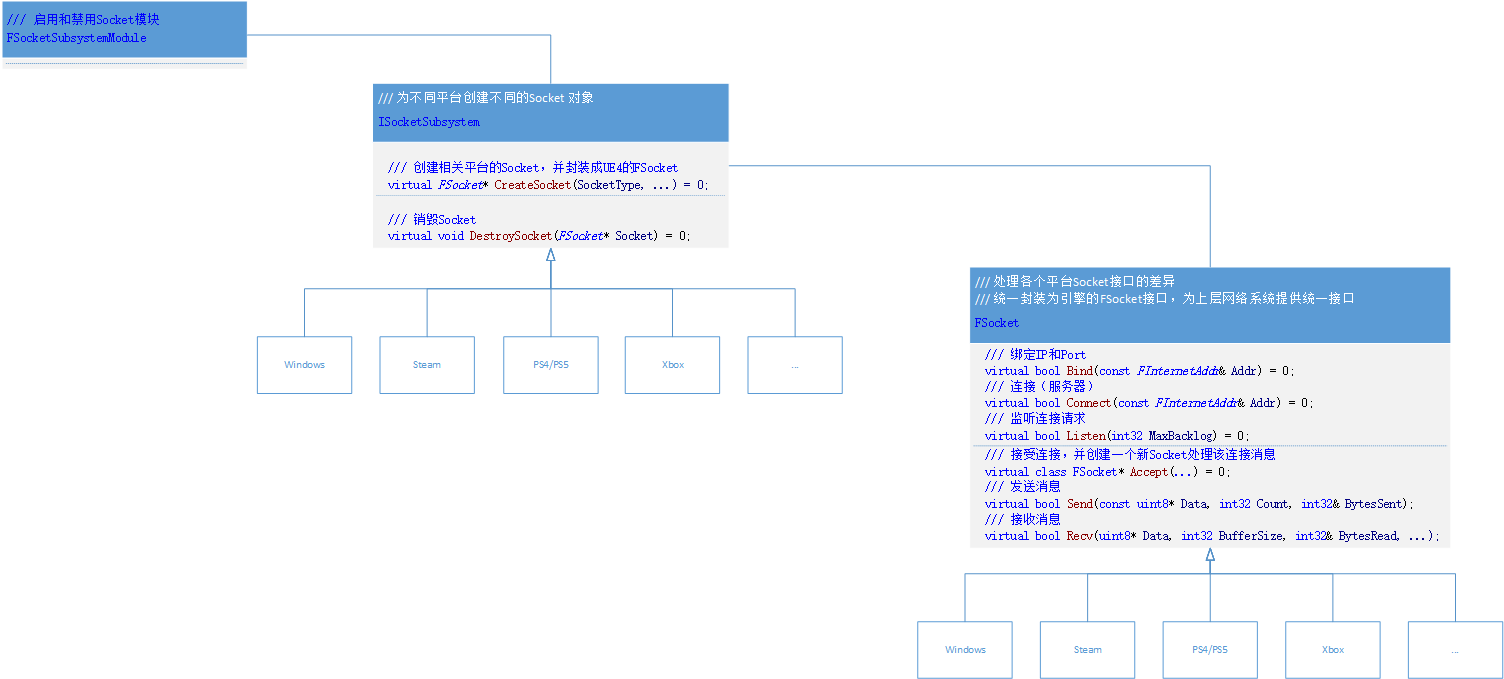 /// 启用和禁用Socket模块
FSocketSubsystemModule
/// 为不同平台创建不同的Socket 对象
ISocketSubsystem
/// 创建相关平台的Socket，并封装成UE4的FSocket
virtual FSocket* CreateSocket(SocketType, ...) = 0;
/// 销毁Socket
virtual void DestroySocket(FSocket* Socket) = 0;
Windows
Steam
PS4/PS5
Xbox
...
/// 处理各个平台Socket接口的差异
/// 统一封装为引擎的FSocket接口，为上层网络系统提供统一接口
FSocket
/// 绑定IP和Port
virtual bool Bind(const FInternetAddr& Addr) = 0;
/// 连接（服务器）
virtual bool Connect(const FInternetAddr& Addr) = 0;
/// 监听连接请求
virtual bool Listen(int32 MaxBacklog) = 0;
/// 接受连接，并创建一个新Socket处理该连接消息
virtual class FSocket* Accept(...) = 0;
/// 发送消息
virtual bool Send(const uint8* Data, int32 Count, int32& BytesSent);
/// 接收消息
virtual bool Recv(uint8* Data, int32 BufferSize, int32& BytesRead, ...);
Windows
Steam
PS4/PS5
Xbox
...